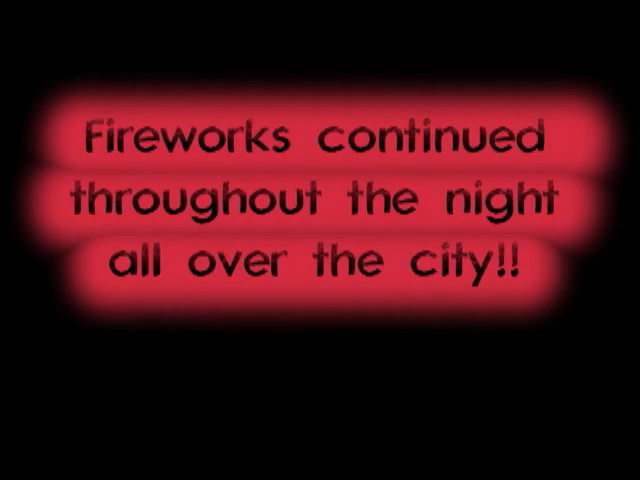 Fireworks continued
throughout the night
all over the city!!